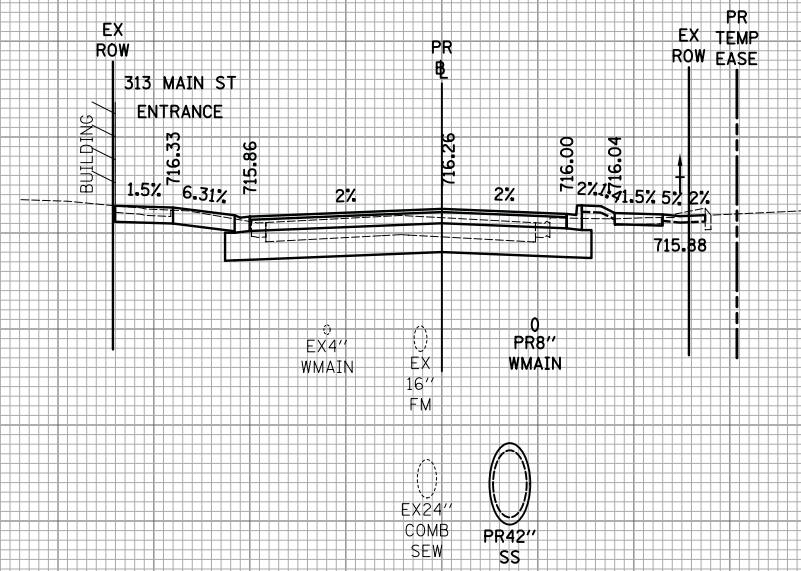 EX
ROW
PR
BL
EX
ROW
PR
TEMP
EASE
313 MAIN ST
ENTRANCE
BUILDING
716.33
715.86
716.26
716.00
716.04
1.5%
6.31%
2%
2%
2%
1.5%
5%
2%
715.88
EX4"
WMAIN
EX
16"
FM
PR8"
WMAIN
EX24"
COMB
SEW
PR42"
SS